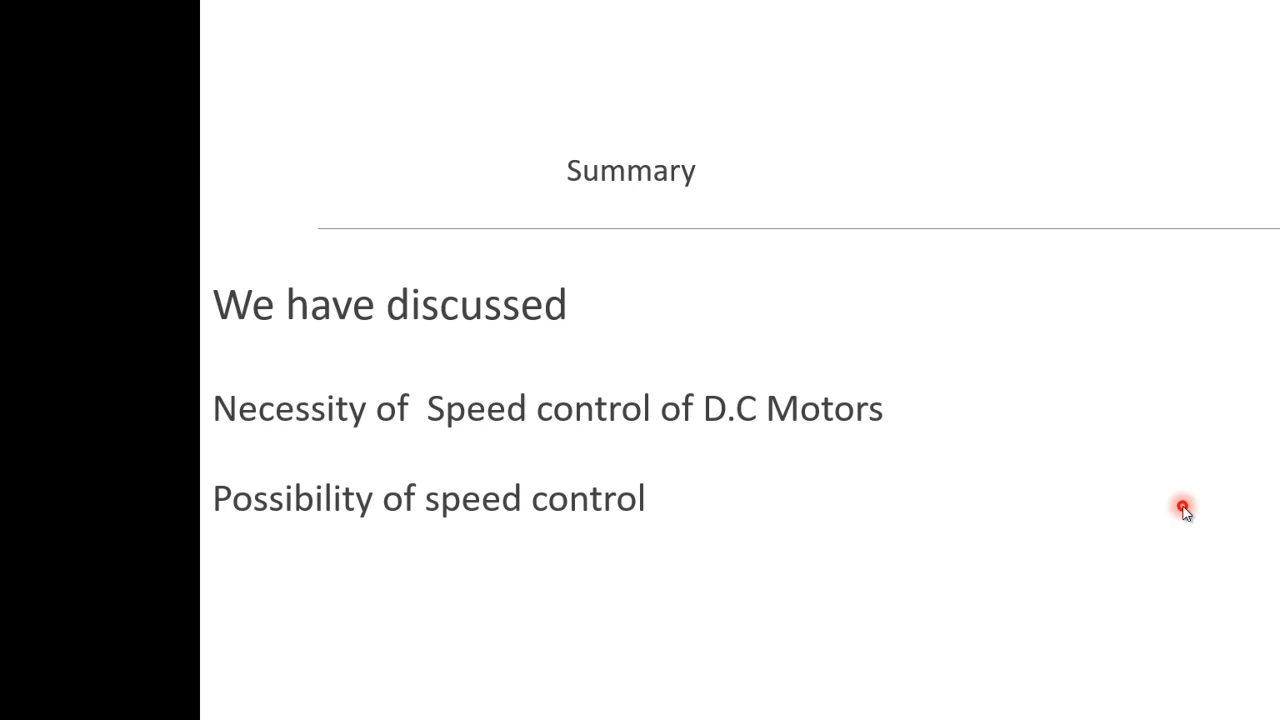 Summary
We have discussed
Necessity of  Speed control of D.C Motors
Possibility of speed control